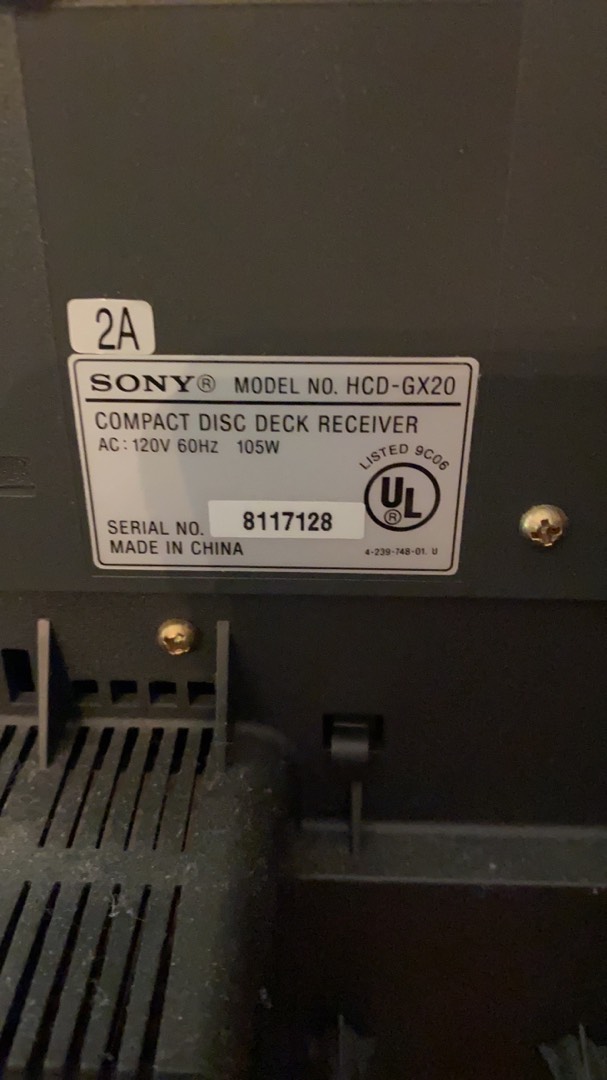 2A
SONY® MODEL NO. HCD-GX20
COMPACT DISC DECK RECEIVER
AC: 120V 60HZ 105W
LISTED 9C06
UL®
SERIAL NO. 8117128
MADE IN CHINA
4-239-748-01. U